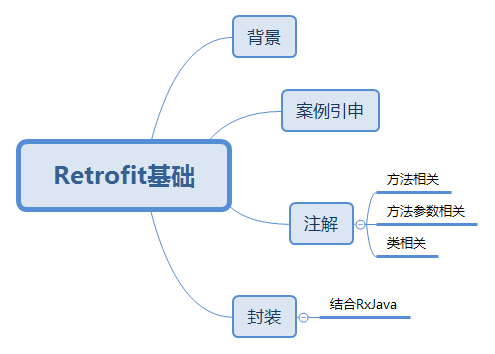 Retrofit基础
背景
案例引申
注解
方法相关
方法参数相关
类相关
封装
结合RxJava